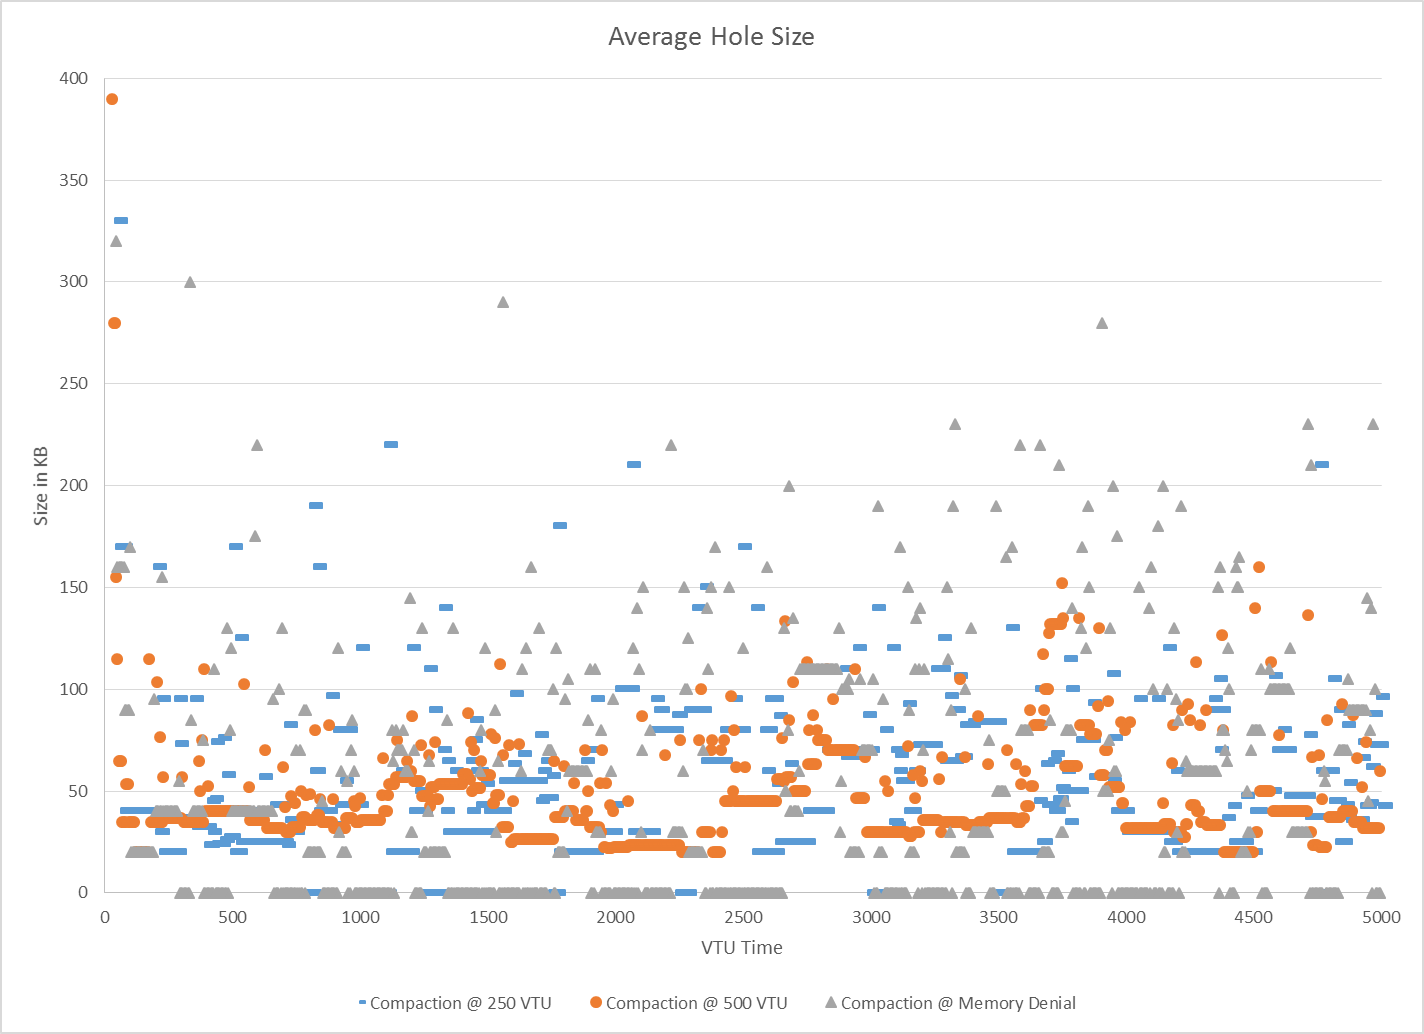 Average Hole Size
400
350
300
250
200
150
100
50
0
Size in KB
0 500 1000 1500 2000 2500 3000 3500 4000 4500 5000
VTU Time
Compaction @ 250 VTU Compaction @ 500 VTU Compaction @ Memory Denial